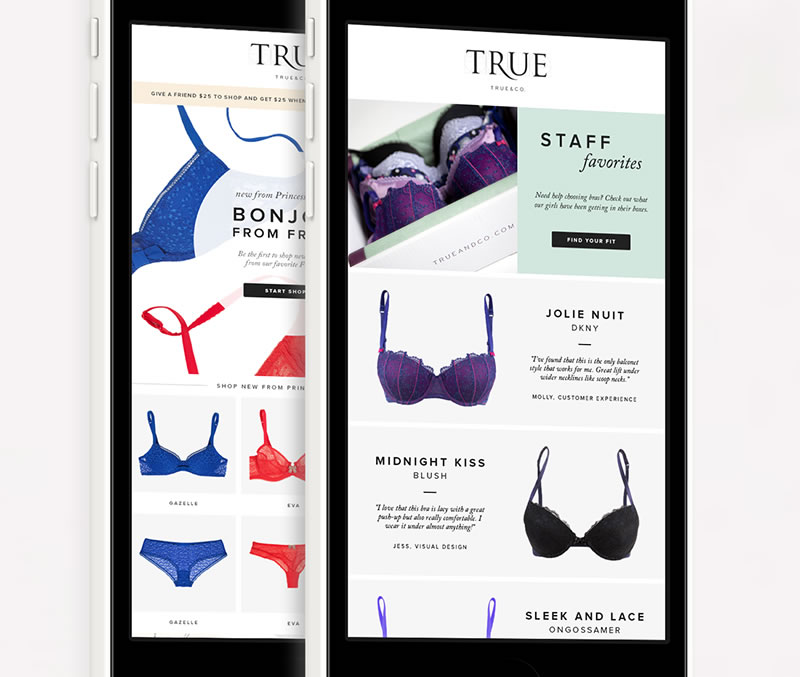 TRU
TRUE&C
GIVE A FRIEND $25 TO SHOP AND GET $25 WHEN
new from Princess
BONJO
FROM FR
Be the first to shop new
from our favorite F
START SHOP
SHOP NEW FROM PRIN
GAZELLE
EVA
GAZELLE
EVA
TRUE
TRUE&CO.
TRUEANDCO.COM
STAFF
favorites
Need help choosing bras? Check out what
our girls have been getting in their boxes.
FIND YOUR FIT
JOLIE NUIT
DKNY
"I've found that this is the only balconet
style that works for me. Great lift under
wider necklines like scoop necks."
MOLLY, CUSTOMER EXPERIENCE
MIDNIGHT KISS
BLUSH
"I love that this bra is lacy with a great
push-up but also really comfortable. I
wear it under almost anything!"
JESS, VISUAL DESIGN
SLEEK AND LACE
ONGOSSAMER